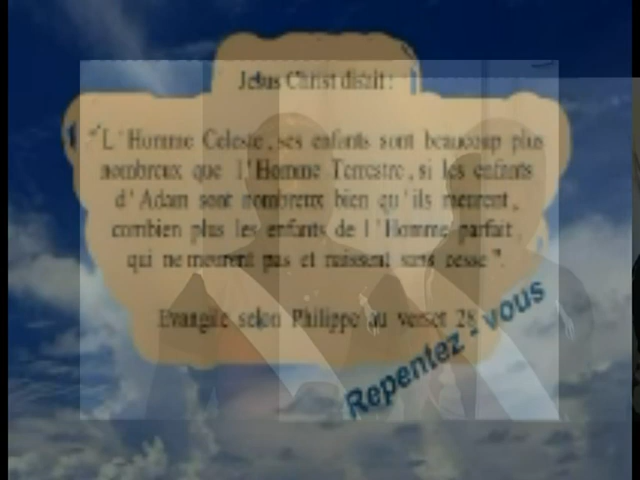 Jesus Christ disait :
"L'Homme Celeste, ses enfants sont beaucoup plus
nombreux que l'Homme Terrestre, si les enfants
d'Adam sont nombreux bien qu'ils meurent,
combien plus les enfants de l'Homme parfait,
qui ne meurent pas et naissent sans cesse".
Evangile selon Philippe au verset 28
Repentez - vous